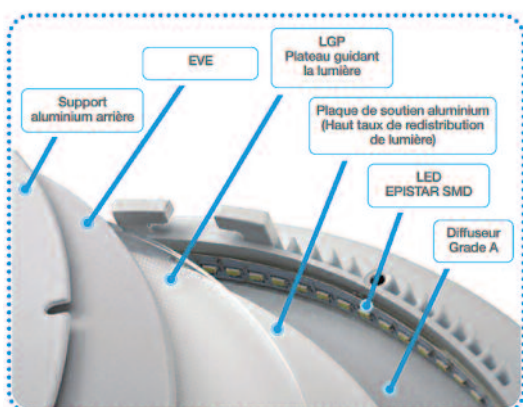 Support
aluminium arrière
EVE
LGP
Plateau guidant
la lumière
Plaque de soutien aluminium
(Haut taux de redistribution
de lumière)
LED
EPISTAR SMD
Diffuseur
Grade A